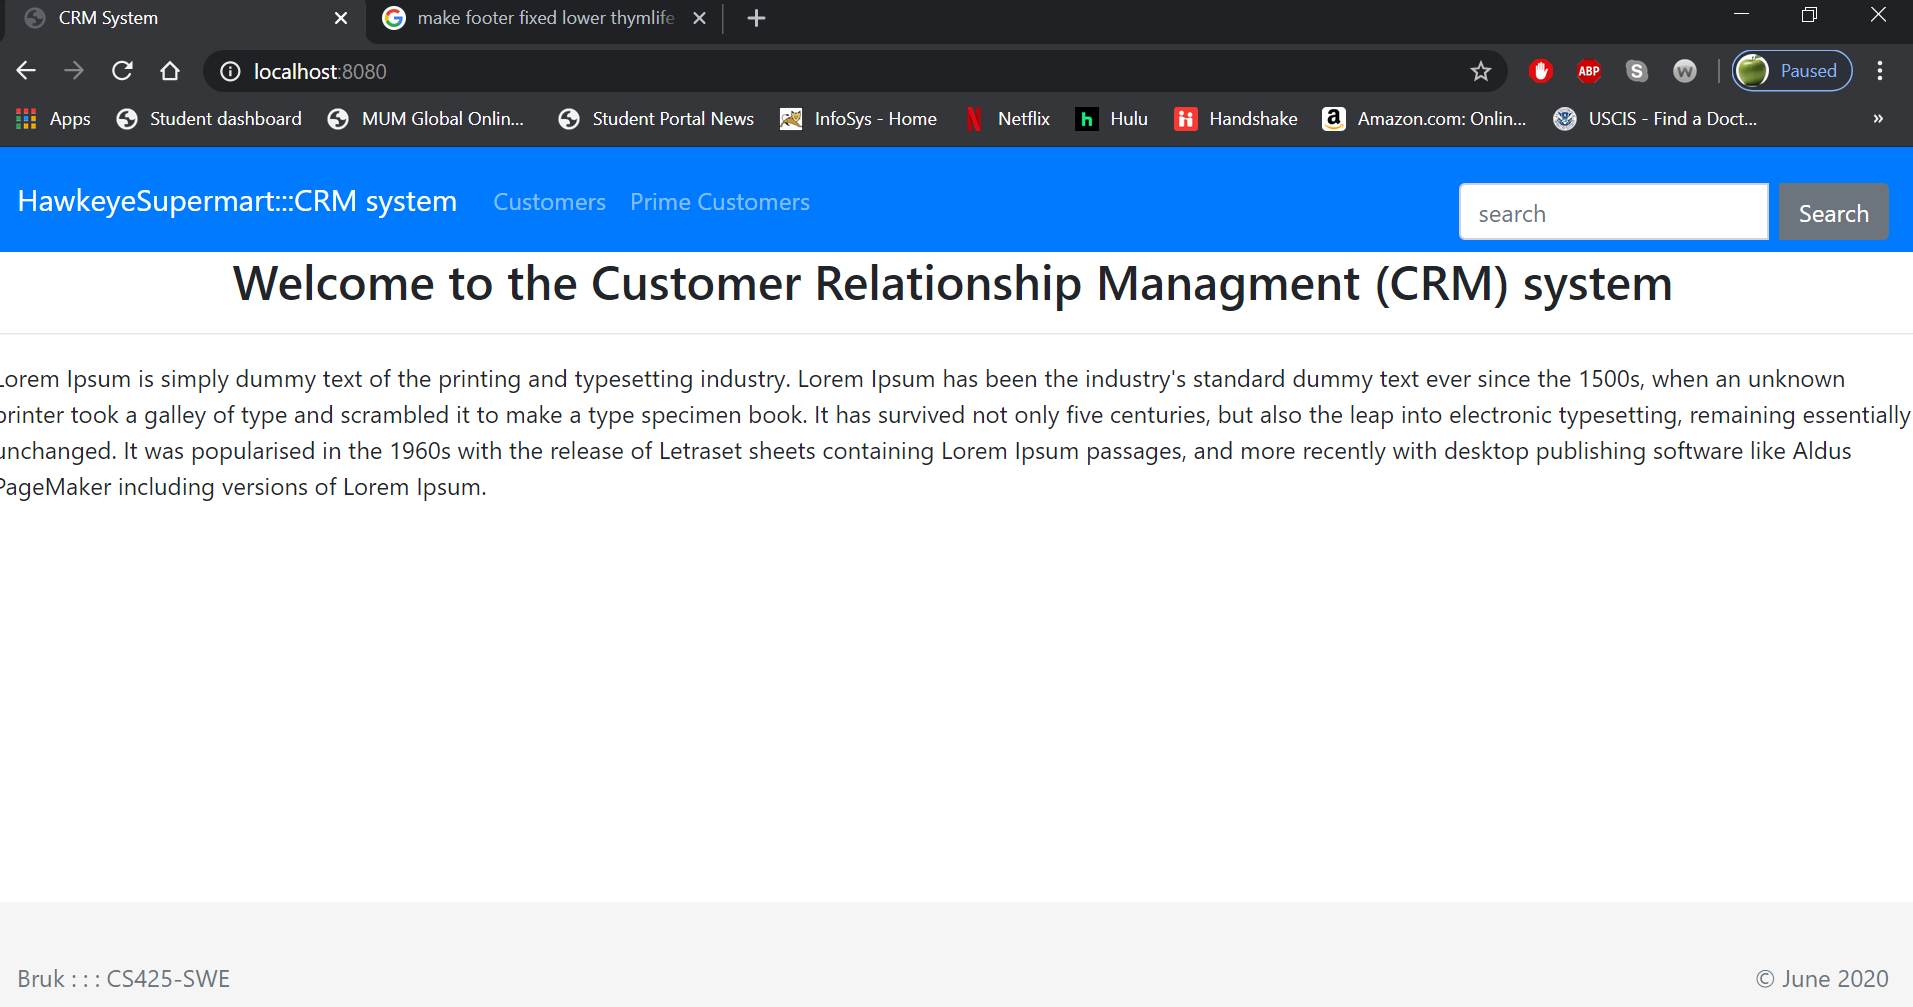 CRM System
make footer fixed lower thymlife
localhost:8080
ABP
S
W
Paused
Apps
Student dashboard
MUM Global Onlin...
Student Portal News
InfoSys - Home
Netflix
h
Hulu
Handshake
a
Amazon.com: Onlin...
USCIS - Find a Doct...
»
HawkeyeSupermart:::CRM system
Customers
Prime Customers
search
Search
Welcome to the Customer Relationship Managment (CRM) system
Lorem Ipsum is simply dummy text of the printing and typesetting industry. Lorem Ipsum has been the industry's standard dummy text ever since the 1500s, when an unknown
printer took a galley of type and scrambled it to make a type specimen book. It has survived not only five centuries, but also the leap into electronic typesetting, remaining essentially
unchanged. It was popularised in the 1960s with the release of Letraset sheets containing Lorem Ipsum passages, and more recently with desktop publishing software like Aldus
PageMaker including versions of Lorem Ipsum.
Bruk : : : CS425-SWE
© June 2020